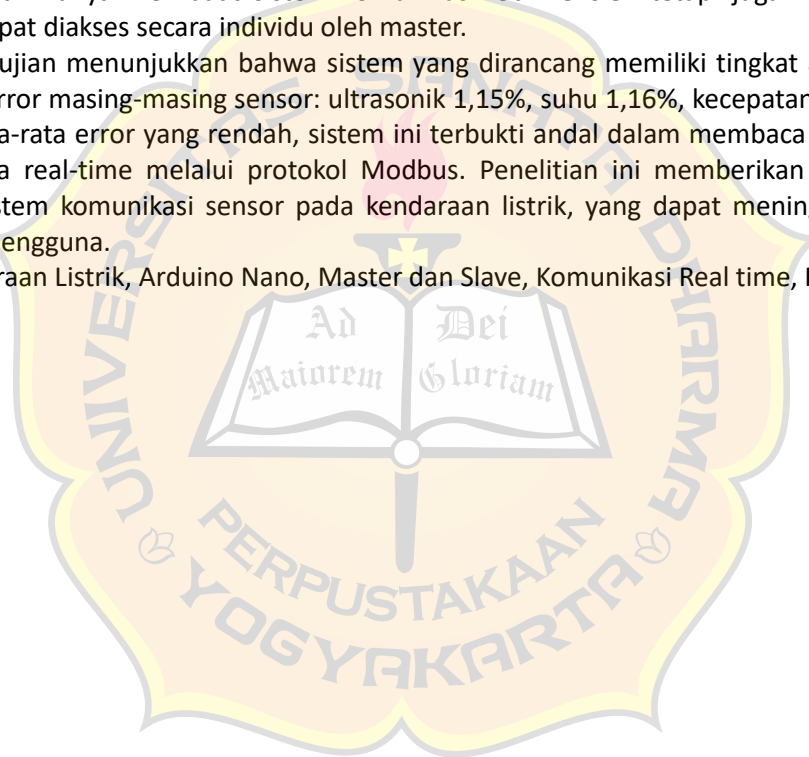 pat diakses secara individu oleh master.
ujian menunjukkan bahwa sistem yang dirancang memiliki tingkat
rror masing-masing sensor: ultrasonik 1,15%, suhu 1,16%, kecepatan
a-rata error yang rendah, sistem ini terbukti andal dalam membaca
a real-time melalui protokol Modbus. Penelitian ini memberikan
stem komunikasi sensor pada kendaraan listrik, yang dapat mening
engguna.
raan Listrik, Arduino Nano, Master dan Slave, Komunikasi Real time,
UNIVERSITAS SANATA DHARMA
Ad Maiorem
Dei Gloriam
PERPUSTAKAAN
YOGYAKARTA